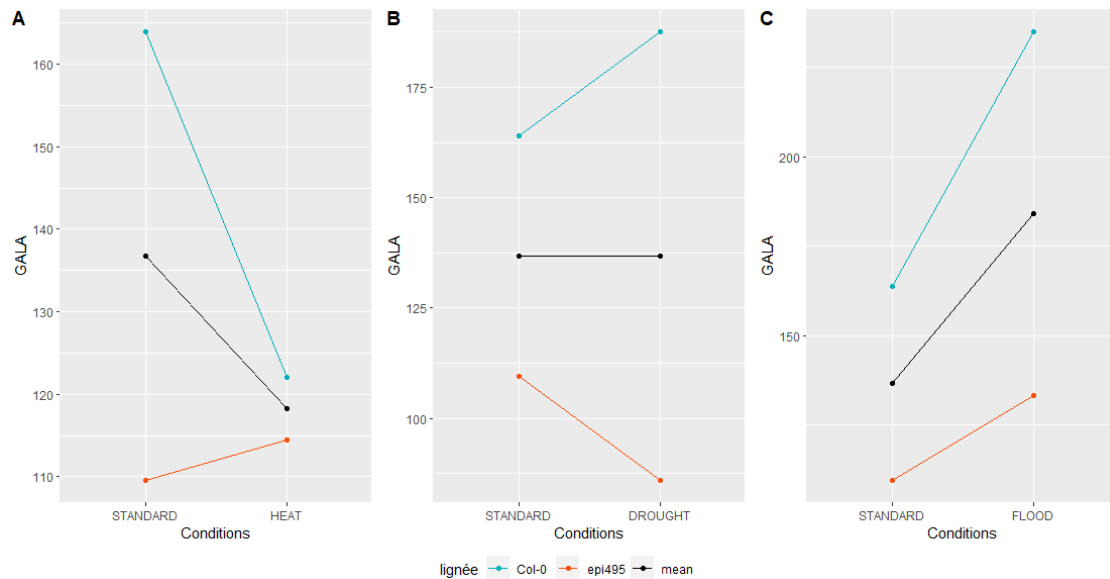 A
GALA
160
150
140
130
120
110
STANDARD HEAT
Conditions
B
GALA
175
150
125
100
STANDARD DROUGHT
Conditions
C
GALA
200
150
STANDARD FLOOD
Conditions
lignée Col-0 epi495 mean